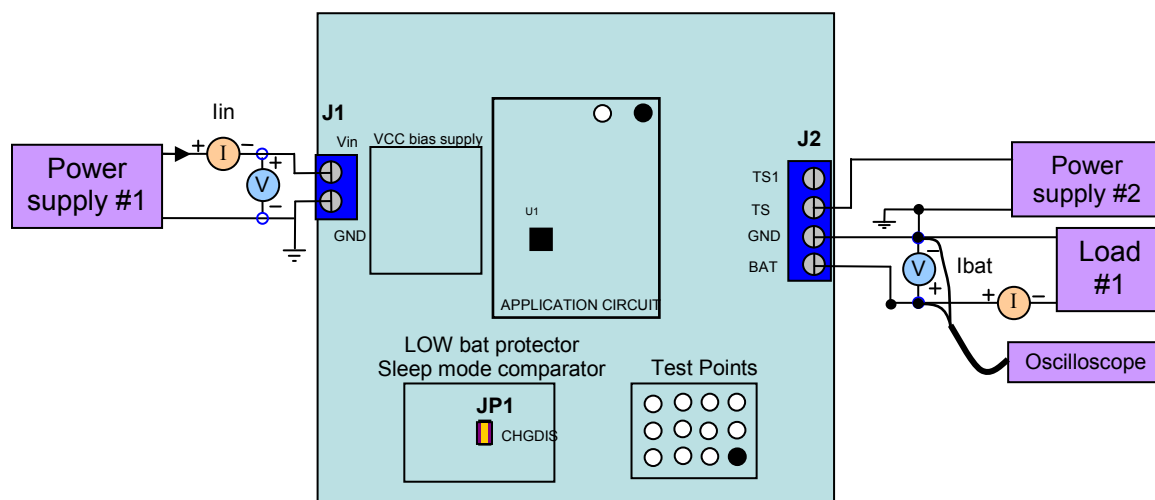 Iin
J1
Vin
VCC bias supply
Power
supply #1
+
I
−
+
V
−
GND
U1
APPLICATION CIRCUIT
J2
TS1
TS
GND
BAT
Power
supply #2
−
V
+
Ibat
+
I
−
Load
#1
Oscilloscope
LOW bat protector
Sleep mode comparator
JP1
CHGDIS
Test Points